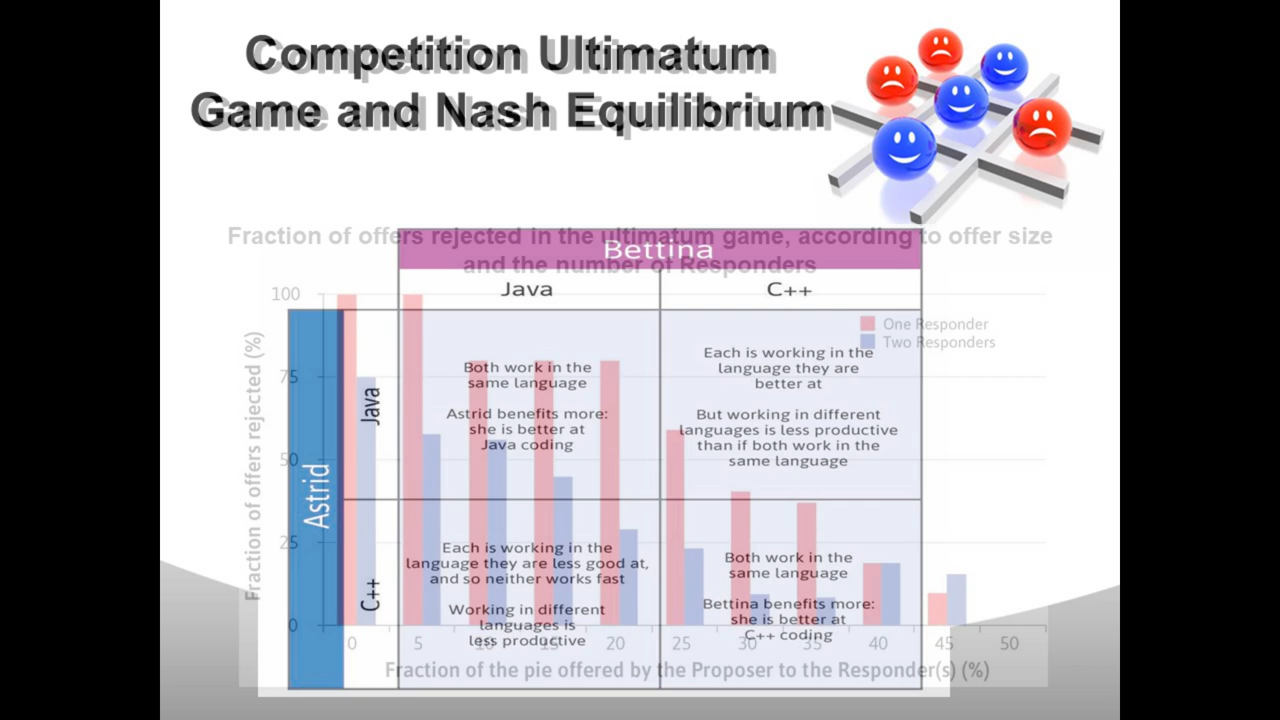 Competition Ultimatum
Game and Nash Equilibrium
Fraction of offers rejected in the ultimatum game, according to offer size
and the number of Responders
Bettina
Java
C++
Astrid
Java
C++
Both work in the
same language
Astrid benefits more:
she is better at
Java coding
Each is working in the
language they are
better at
But working in different
languages is less productive
than if both work in the
same language
Each is working in the
language they are less good at,
and so neither works fast
Working in different
languages is
less productive
Both work in the
same language
Bettina benefits more:
she is better at
C++ coding
One Responder
Two Responders
Fraction of offers rejected (%)
100
75
50
25
0
0 5 10 15 20 25 30 35 40 45 50
Fraction of the pie offered by the Proposer to the Responder(s) (%)